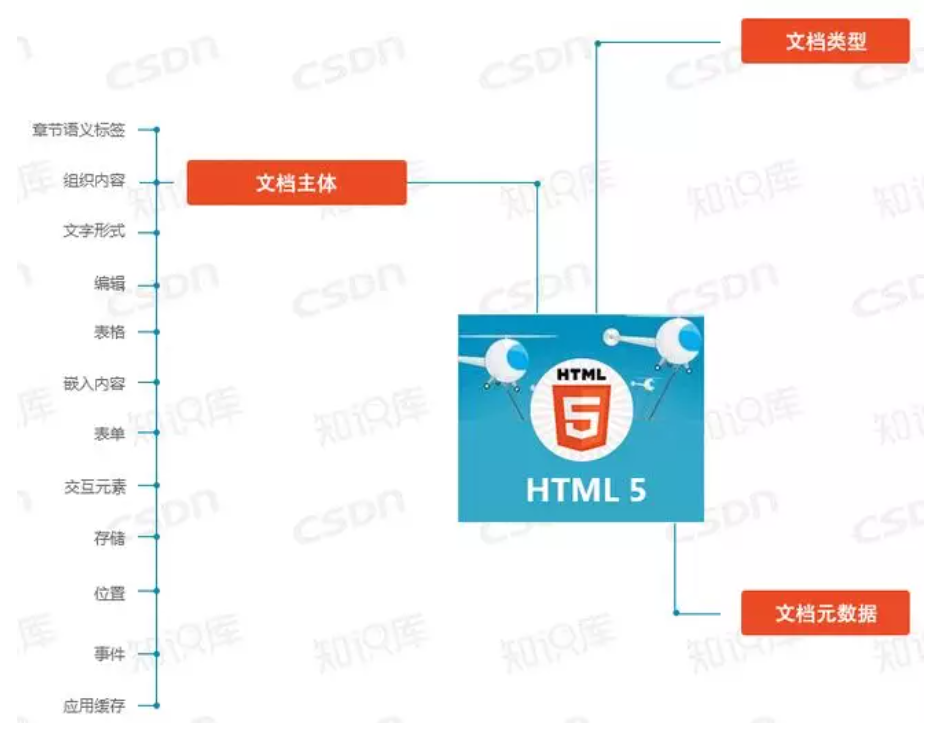 文档类型
章节语义标签
组织内容
文档主体
文字形式
编辑
表格
嵌入内容
表单
交互元素
存储
位置
事件
应用缓存
HTML
5
HTML 5
文档元数据
CSDN
知识库